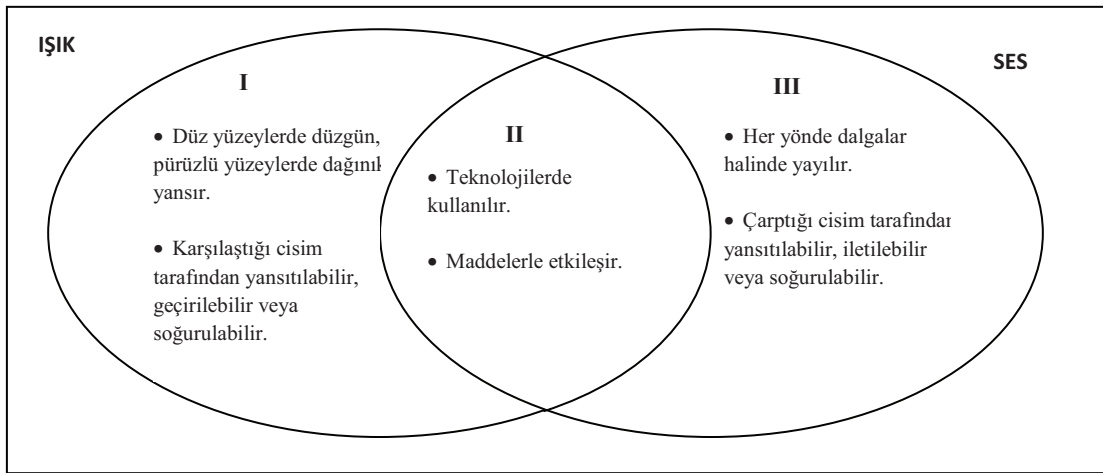 IŞIK
SES
I
• Düz yüzeylerde düzgün,
pürüzlü yüzeylerde dağınık
yansır.
• Karşılaştığı cisim
tarafından yansıtılabilir,
geçirilebilir veya
soğurulabilir.
II
• Teknolojilerde
kullanılır.
• Maddelerle etkileşir.
III
• Her yönde dalgalar
halinde yayılır.
• Çarptığı cisim tarafından
yansıtılabilir, iletilebilir
veya soğurulabilir.